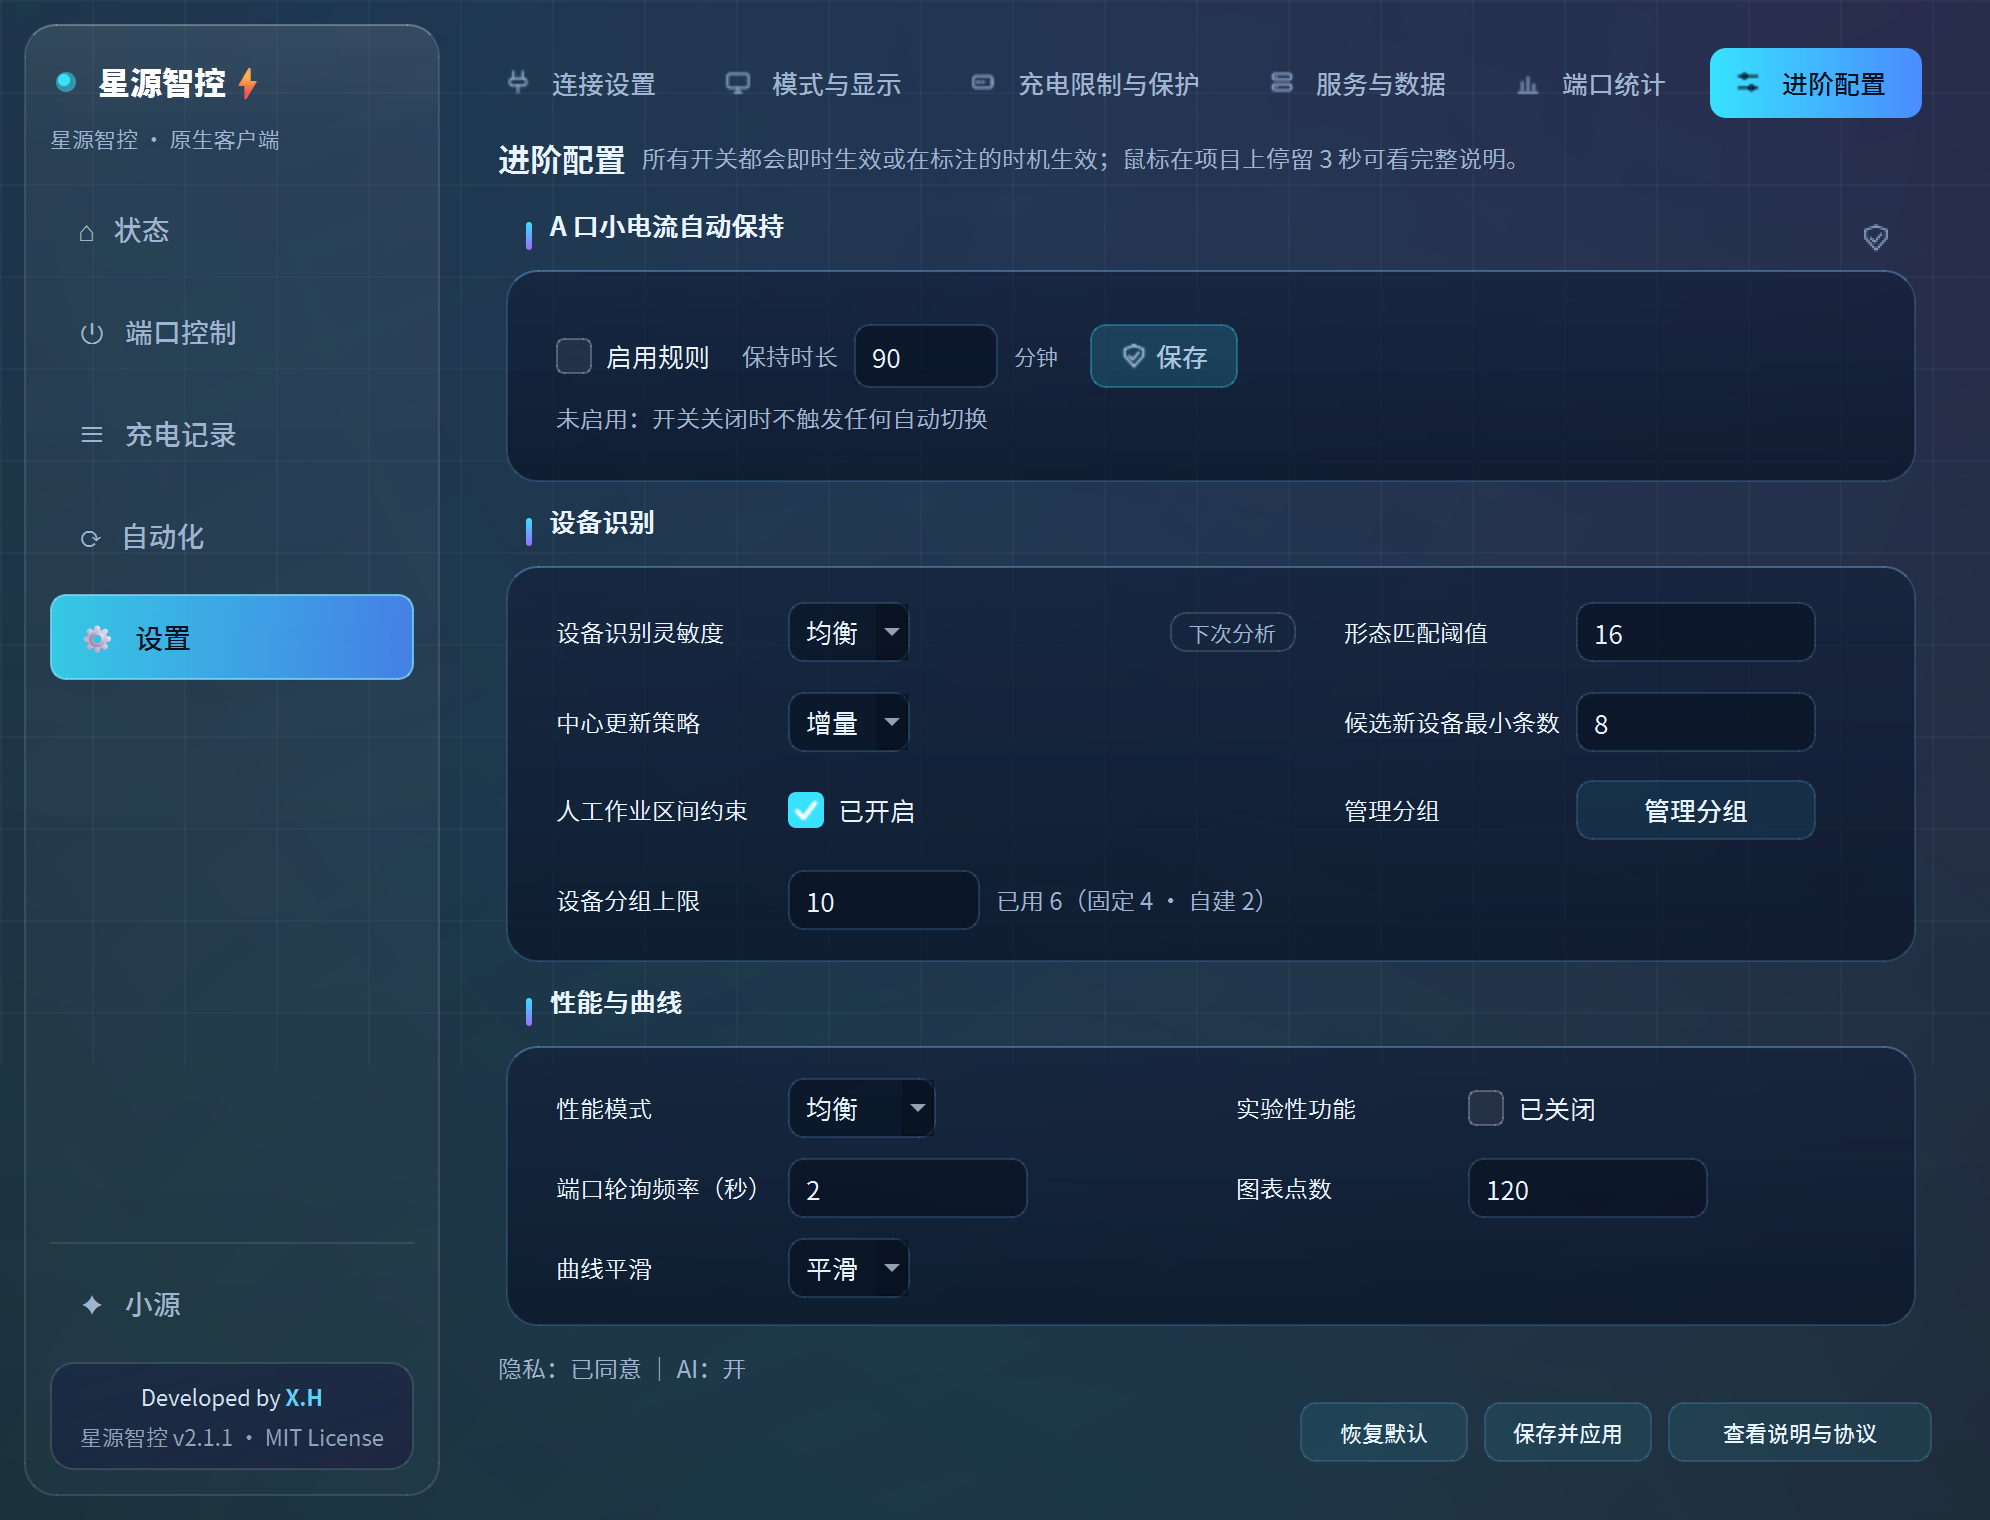 星源智控⚡
星源智控 • 原生客户端
状态
端口控制
充电记录
自动化
设置
小源
Developed by X.H
星源智控 v2.1.1 • MIT License
连接设置
模式与显示
充电限制与保护
服务与数据
端口统计
进阶配置
进阶配置 所有开关都会即时生效或在标注的时机生效；鼠标在项目上停留 3 秒可看完整说明。
A 口小电流自动保持
启用规则 保持时长 90 分钟 保存
未启用：开关关闭时不触发任何自动切换
设备识别
设备识别灵敏度 均衡 下次分析 形态匹配阈值 16
中心更新策略 增量 候选新设备最小条数 8
人工作业区间约束 已开启 管理分组 管理分组
设备分组上限 10 已用 6（固定 4 • 自建 2）
性能与曲线
性能模式 均衡 实验性功能 已关闭
端口轮询频率（秒） 2 图表点数 120
曲线平滑 平滑
隐私：已同意 | AI：开
恢复默认 保存并应用 查看说明与协议